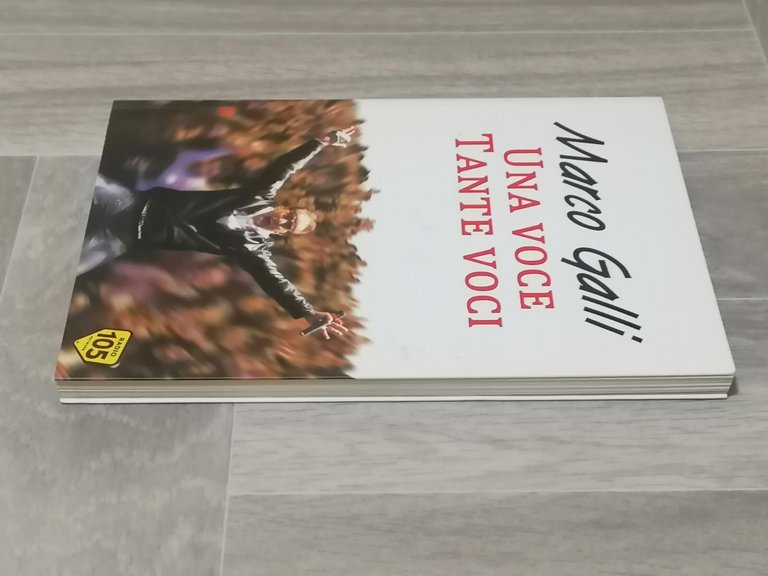 Marco Galli
UNA VOCE
TANTE VOCI
RADIO
105